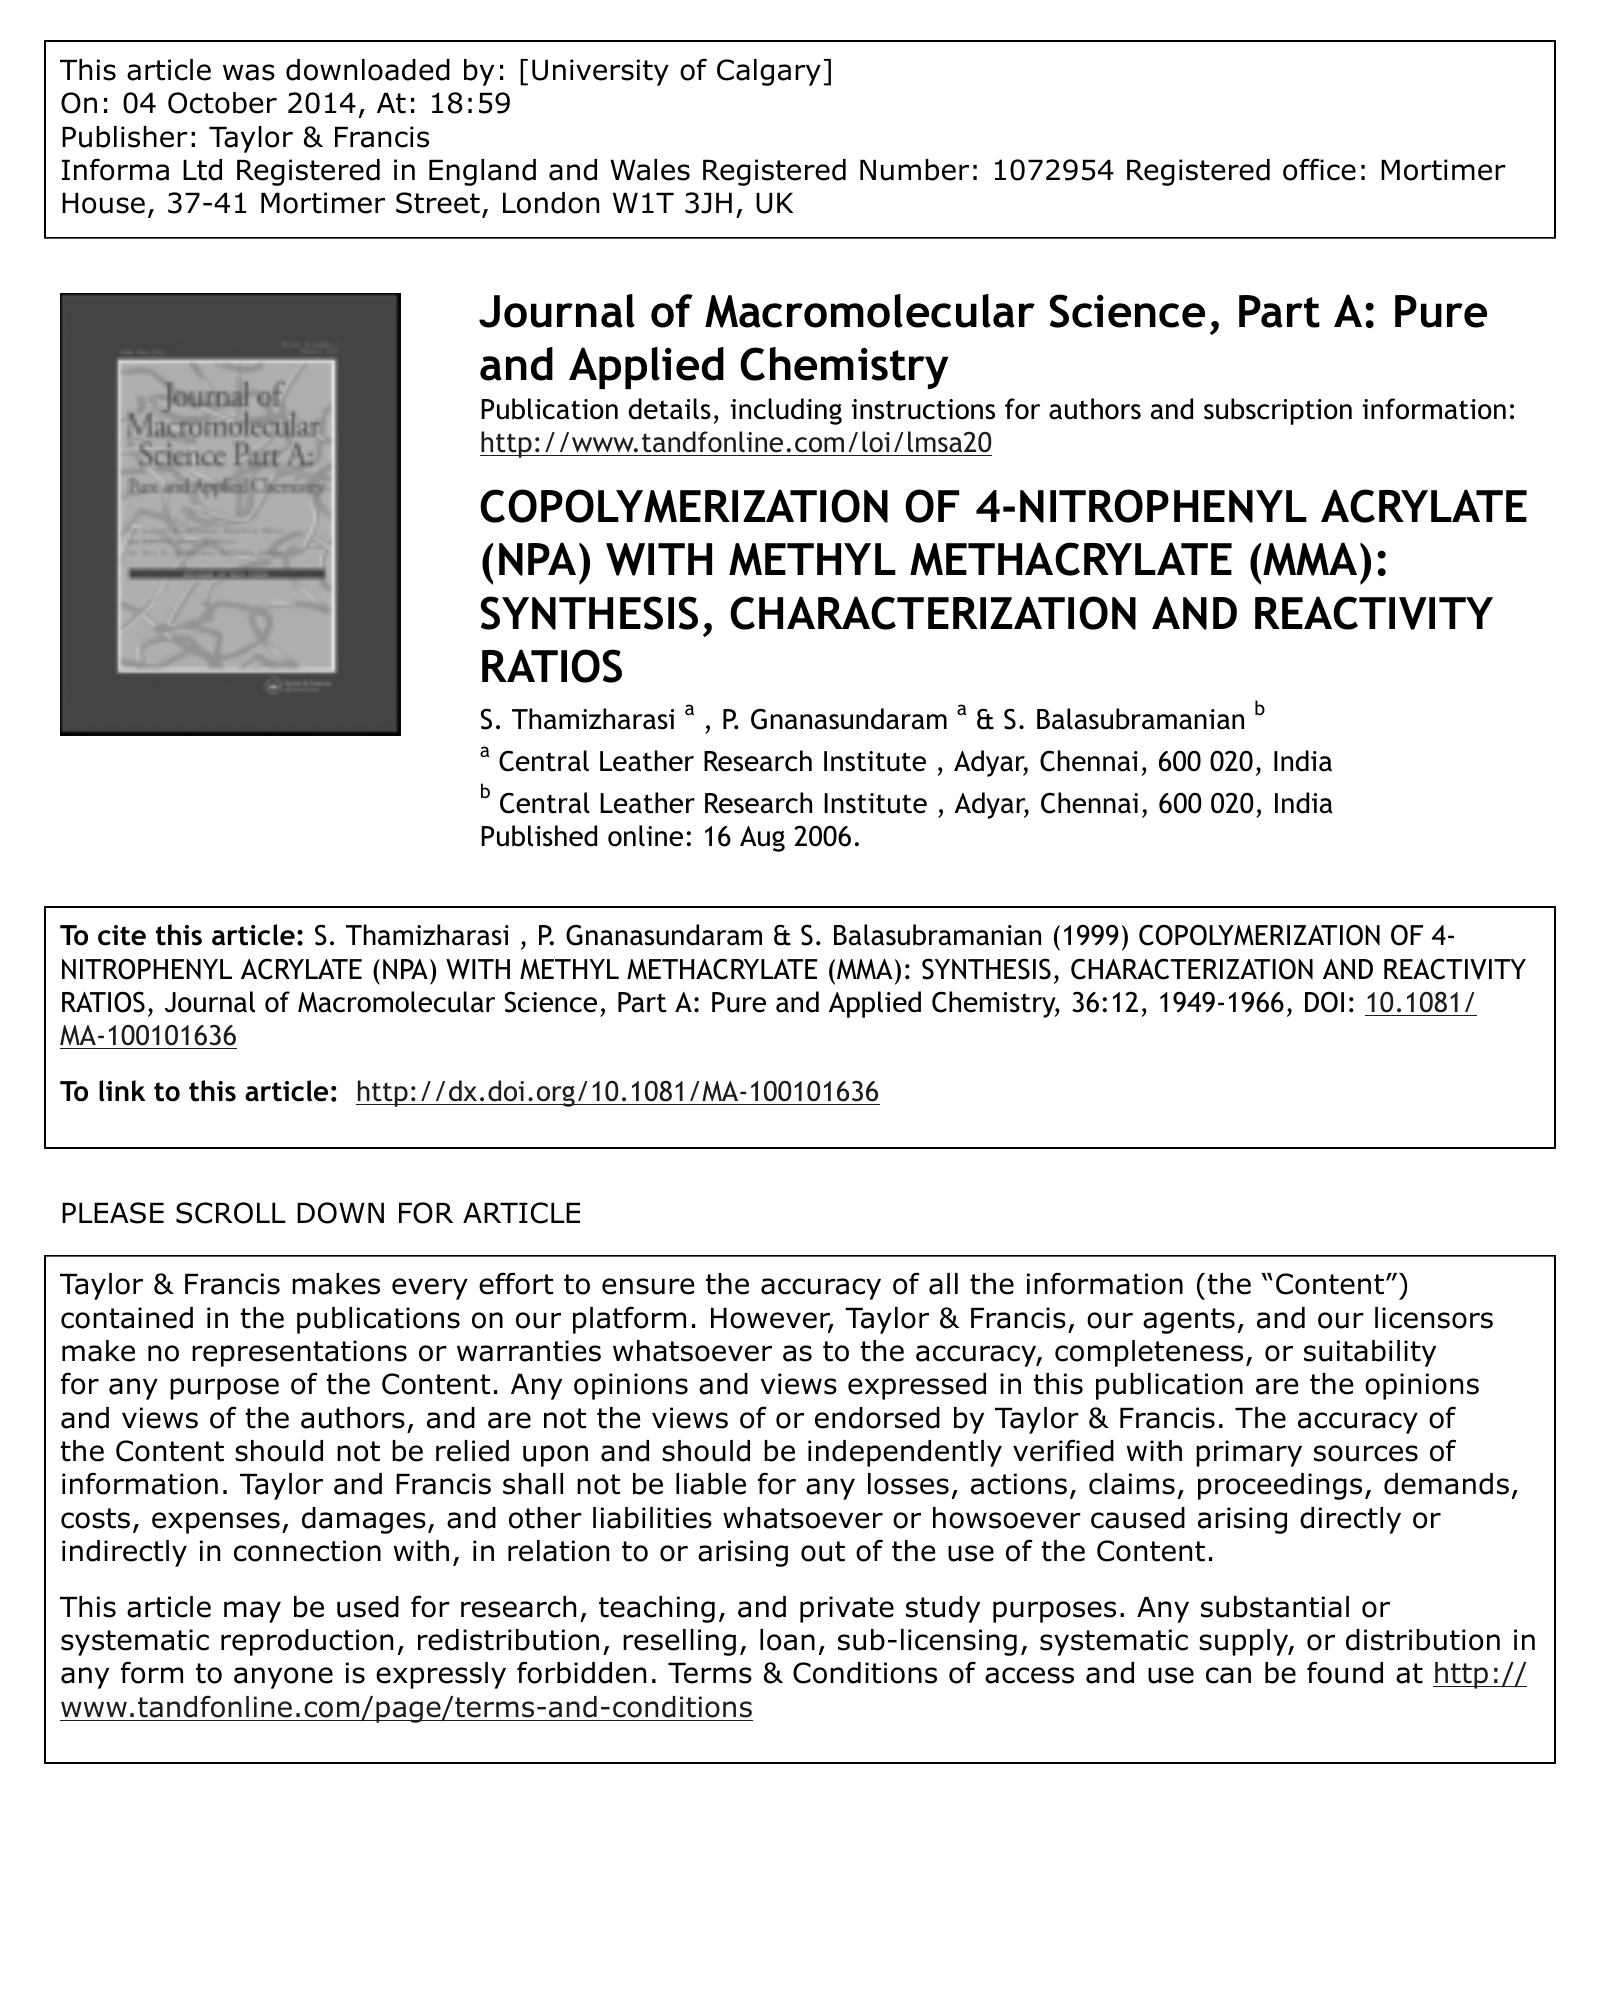 This article was downloaded by: [University of Calgary]
On: 04 October 2014, At: 18:59
Publisher: Taylor & Francis
Informa Ltd Registered in England and Wales Registered Number: 1072954 Registered office: Mortimer
House, 37-41 Mortimer Street, London W1T 3JH, UK
Journal of
Macromolecular
Science Part A:
Pure and Applied Chemistry
Journal of Macromolecular Science, Part A: Pure
and Applied Chemistry
Publication details, including instructions for authors and subscription information:
http://www.tandfonline.com/loi/lmsa20
COPOLYMERIZATION OF 4-NITROPHENYL ACRYLATE
(NPA) WITH METHYL METHACRYLATE (MMA):
SYNTHESIS, CHARACTERIZATION AND REACTIVITY
RATIOS
S. Thamizharasi a , P. Gnanasundaram a & S. Balasubramanian b
a Central Leather Research Institute , Adyar, Chennai, 600 020, India
b Central Leather Research Institute , Adyar, Chennai, 600 020, India
Published online: 16 Aug 2006.
To cite this article: S. Thamizharasi , P. Gnanasundaram & S. Balasubramanian (1999) COPOLYMERIZATION OF 4-
NITROPHENYL ACRYLATE (NPA) WITH METHYL METHACRYLATE (MMA): SYNTHESIS, CHARACTERIZATION AND REACTIVITY
RATIOS, Journal of Macromolecular Science, Part A: Pure and Applied Chemistry, 36:12, 1949-1966, DOI: 10.1081/
MA-100101636
To link to this article: http://dx.doi.org/10.1081/MA-100101636
PLEASE SCROLL DOWN FOR ARTICLE
Taylor & Francis makes every effort to ensure the accuracy of all the information (the “Content”)
contained in the publications on our platform. However, Taylor & Francis, our agents, and our licensors
make no representations or warranties whatsoever as to the accuracy, completeness, or suitability
for any purpose of the Content. Any opinions and views expressed in this publication are the opinions
and views of the authors, and are not the views of or endorsed by Taylor & Francis. The accuracy of
the Content should not be relied upon and should be independently verified with primary sources of
information. Taylor and Francis shall not be liable for any losses, actions, claims, proceedings, demands,
costs, expenses, damages, and other liabilities whatsoever or howsoever caused arising directly or
indirectly in connection with, in relation to or arising out of the use of the Content.
This article may be used for research, teaching, and private study purposes. Any substantial or
systematic reproduction, redistribution, reselling, loan, sub-licensing, systematic supply, or distribution in
any form to anyone is expressly forbidden. Terms & Conditions of access and use can be found at http://
www.tandfonline.com/page/terms-and-conditions